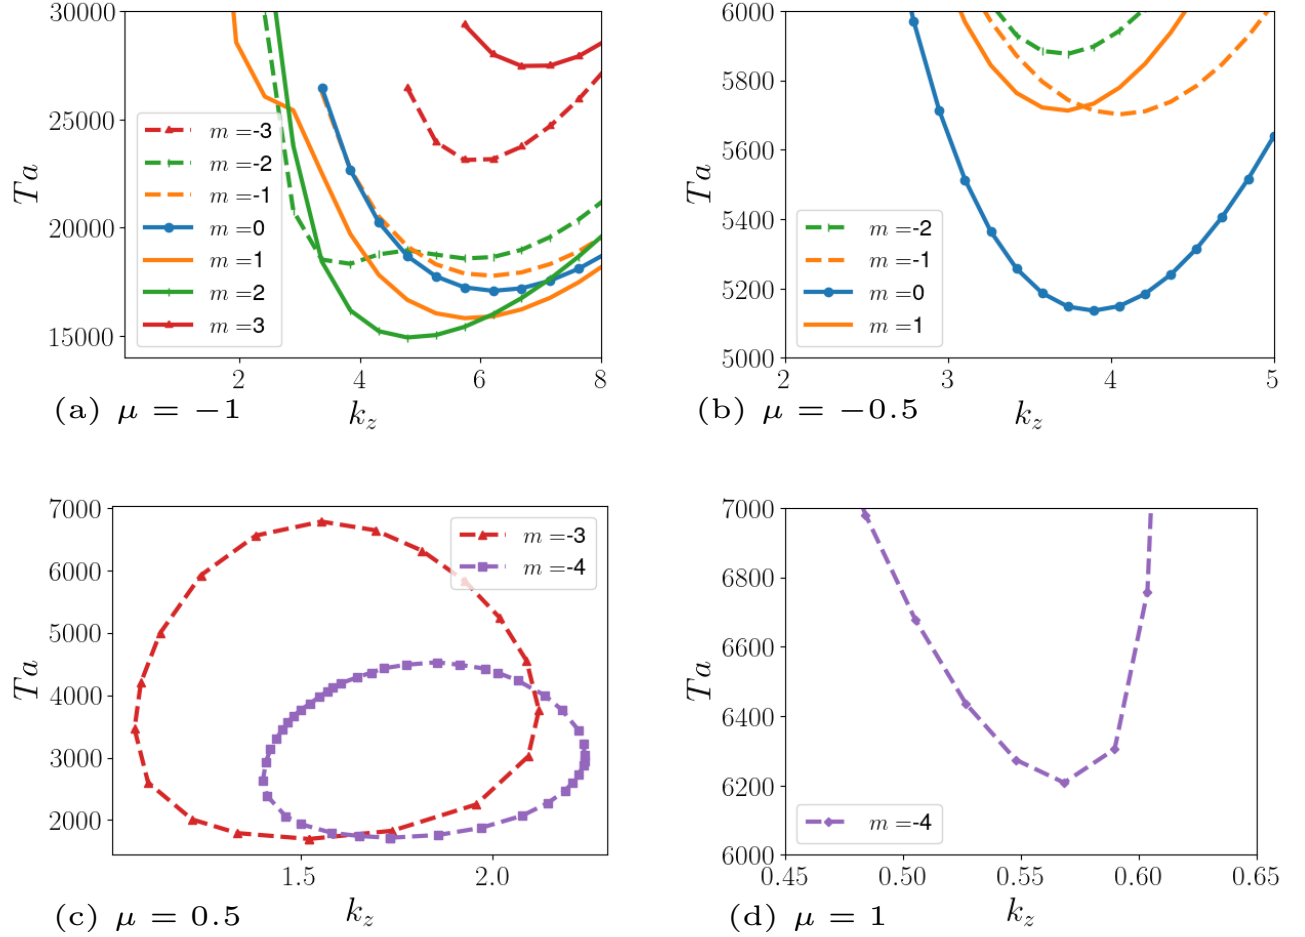 30000
25000
20000
15000
Ta
m =-3
m =-2
m =-1
m =0
m =1
m =2
m =3
2 4 6 8
k_z
(a) μ = −1
6000
5800
5600
5400
5200
5000
Ta
m =-2
m =-1
m =0
m =1
2 3 4 5
k_z
(b) μ = −0.5
7000
6000
5000
4000
3000
2000
Ta
m =-3
m =-4
1.5 2.0
k_z
(c) μ = 0.5
7000
6800
6600
6400
6200
6000
Ta
m =-4
0.45 0.50 0.55 0.60 0.65
k_z
(d) μ = 1